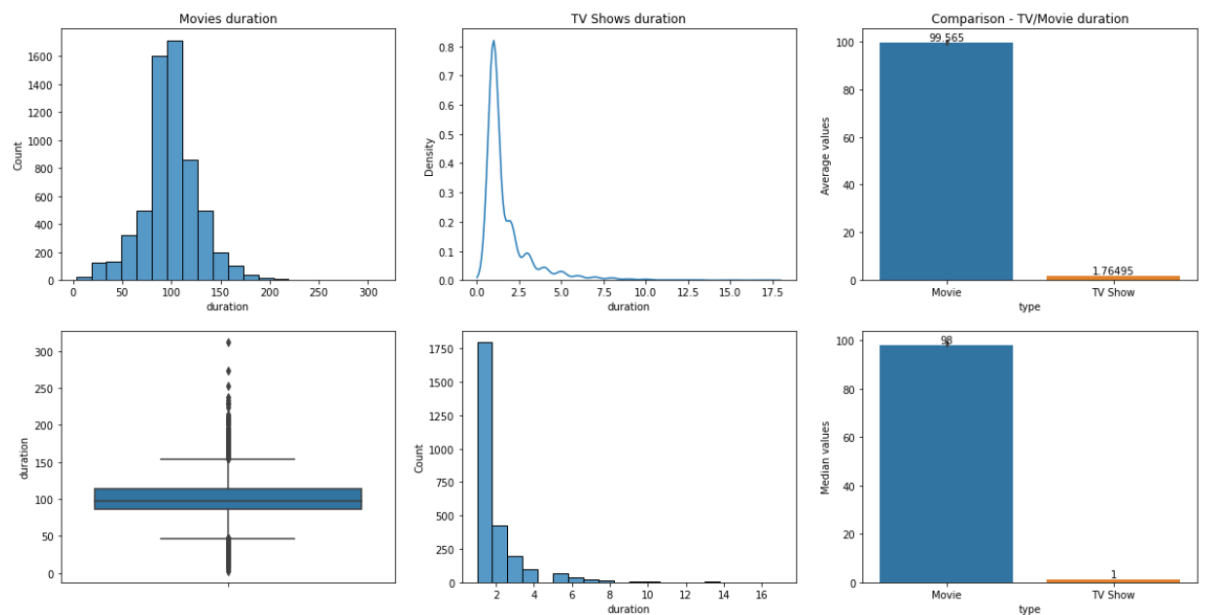 Movies duration
1600
1400
1200
1000
800
600
400
200
0
Count
0 50 100 150 200 250 300
duration
TV Shows duration
0.8
0.7
0.6
0.5
0.4
0.3
0.2
0.1
0.0
Density
0.0 2.5 5.0 7.5 10.0 12.5 15.0 17.5
duration
Comparison - TV/Movie duration
99.565
1.76495
100
80
60
40
20
0
Average values
Movie TV Show
type
300
250
200
150
100
50
0
duration
1750
1500
1250
1000
750
500
250
0
Count
2 4 6 8 10 12 14 16
duration
98
1
100
80
60
40
20
0
Median values
Movie TV Show
type